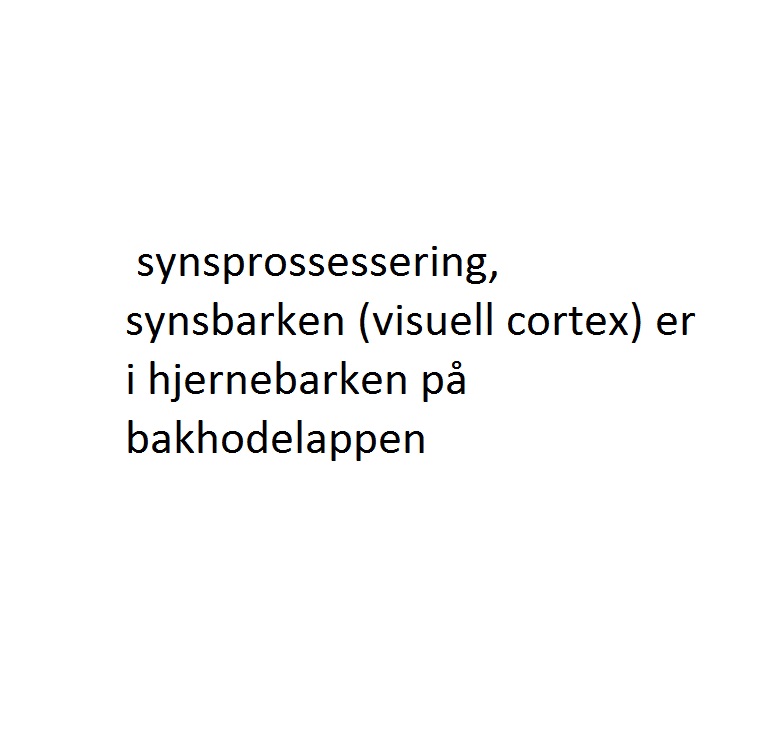 synsprossessering,
synsbarken (visuell cortex) er
i hjernebarken på
bakhodelappen